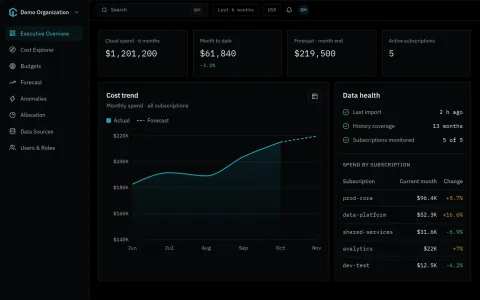 Demo Organization
Search
⌘K
Last 6 months
USD
DM
Executive Overview
Cost Explorer
Budgets
Forecast
Anomalies
Allocation
Data Sources
Users & Roles
Cloud spend · 6 months
$1,201,200
Month to date
$61,840
-3.2%
Forecast · month end
$219,500
Active subscriptions
5
Cost trend
Monthly spend · all subscriptions
Actual
Forecast
$220K
$200K
$180K
$160K
$140K
Jun Jul Aug Sep Oct Nov
Data health
Last import 2 h ago
History coverage 13 months
Subscriptions monitored 5 of 5
SPEND BY SUBSCRIPTION
Subscription Current month Change
prod-core $96.4K +5.7%
data-platform $52.3K +16.6%
shared-services $31.6K -6.9%
analytics $22K +7%
dev-test $12.5K -4.2%